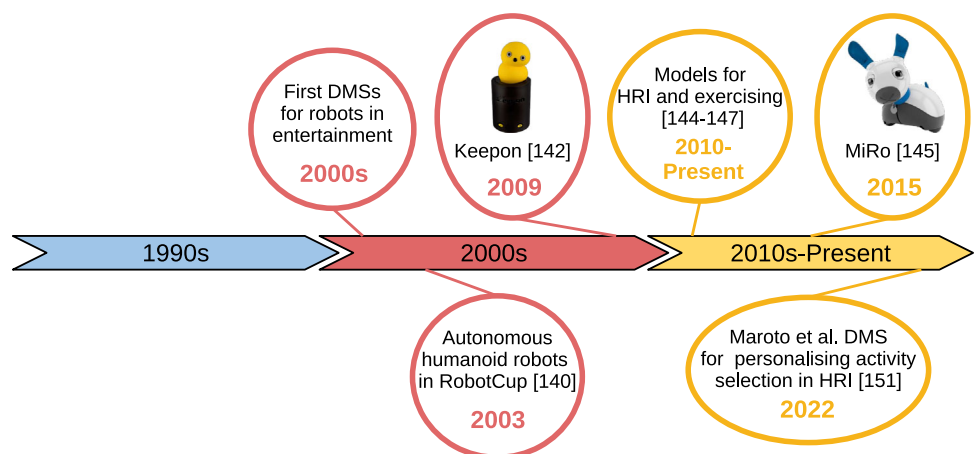 First DMSs
for robots in
entertainment
2000s
Keepon [142]
2009
Models for
HRI and exercising
[144-147]
2010-
Present
MiRo [145]
2015
1990s
2000s
2010s-Present
Autonomous
humanoid robots
in RobotCup [140]
2003
Maroto et al. DMS
for personalising activity
selection in HRI [151]
2022